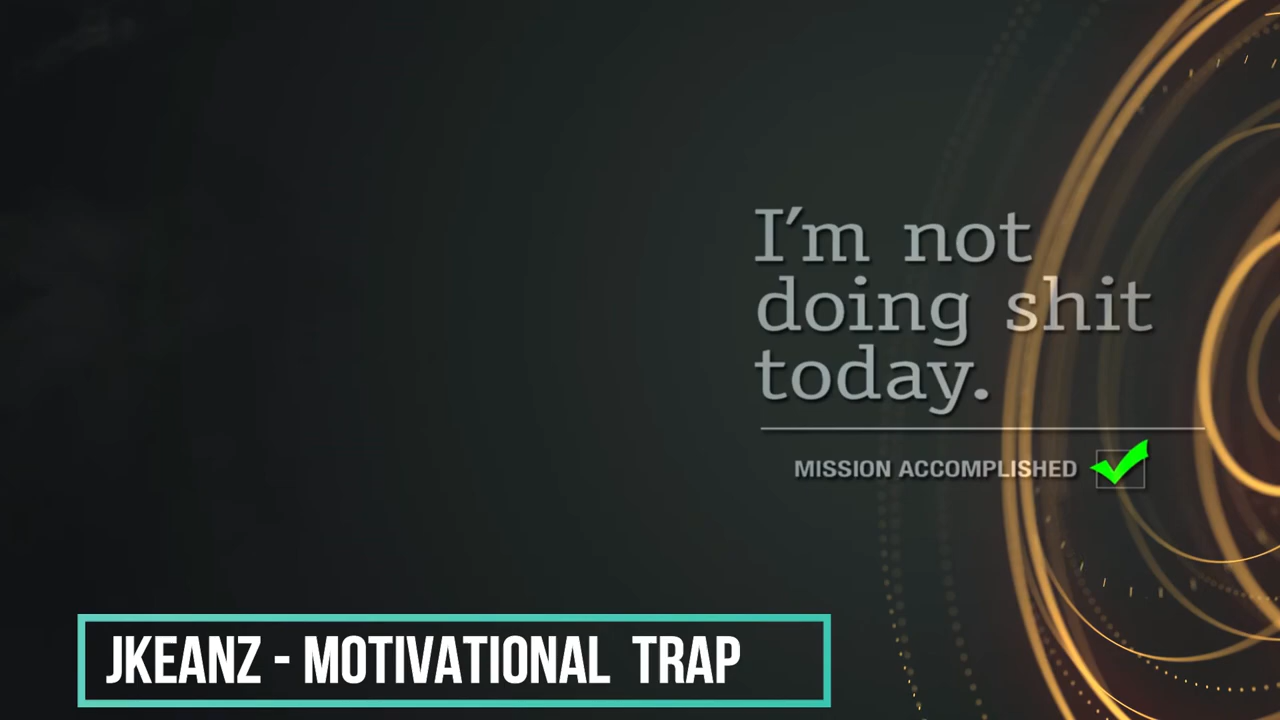 I'm not
doing shit
today.
MISSION ACCOMPLISHED
JKEANZ - MOTIVATIONAL TRAP